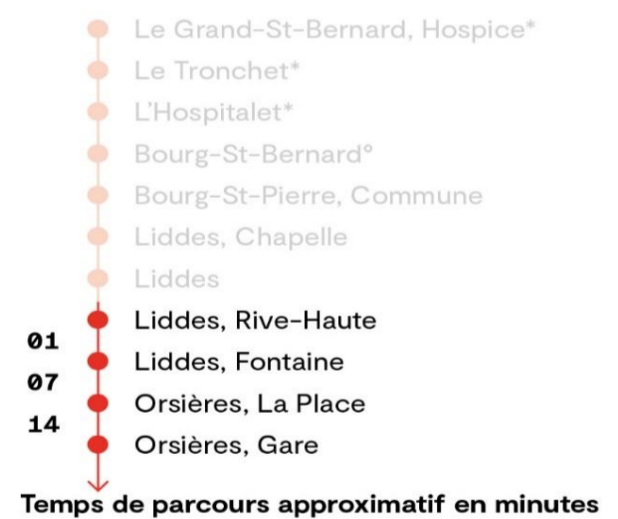 Le Grand-St-Bernard, Hospice*
Le Tronchet*
L'Hospitalet*
Bourg-St-Bernard°
Bourg-St-Pierre, Commune
Liddes, Chapelle
Liddes
Liddes, Rive-Haute
01
Liddes, Fontaine
07
Orsières, La Place
14
Orsières, Gare
Temps de parcours approximatif en minutes